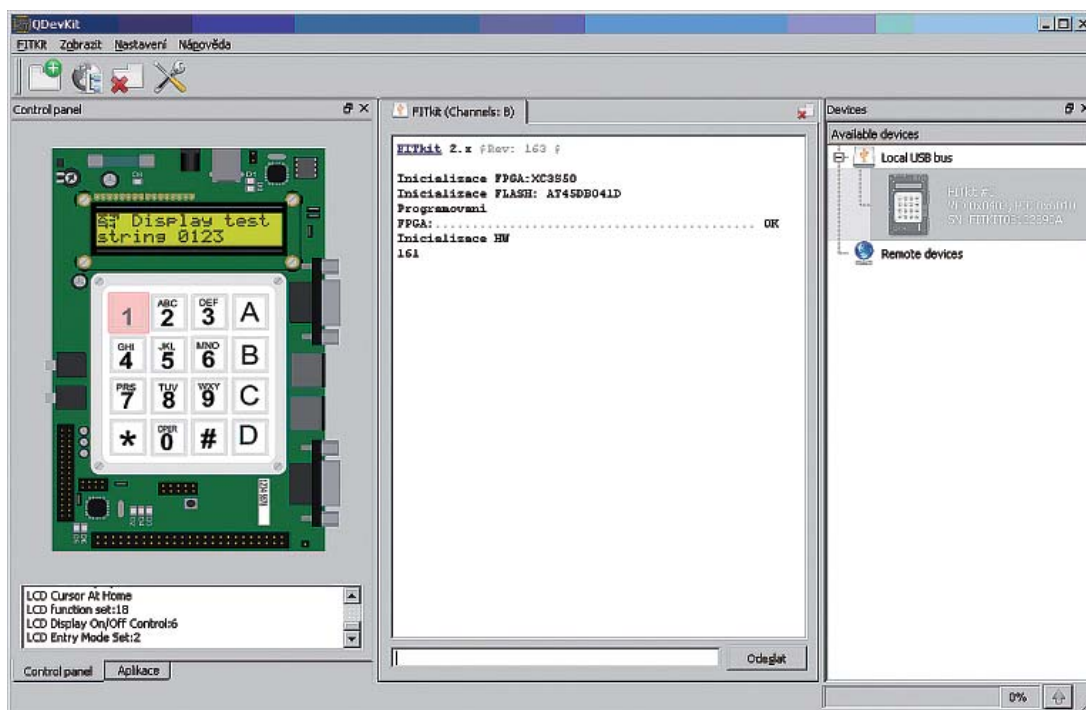 QDevKit
FITKit Zobrazit Nastavení Nápověda
Control panel
Display test
string 0123
1
ABC
2
DEF
3
A
GHI
4
JKL
5
MNO
6
B
PRS
7
TUV
8
WXY
9
C
*
OPER
0
#
D
LCD Cursor At Home
LCD function set:18
LCD Display On/Off Control:6
LCD Entry Mode Set:2
Control panel Aplikace
FITkit (Channels: B)
FITkit 2.x $Rev: 163 $
Inicializace FPGA:XC3S50
Inicializace FLASH: AT45DB041D
Programovani
FPGA:.................................................. OK
Inicializace HW
161
Odeslat
Devices
Available devices
Local USB bus
Remote devices
0%